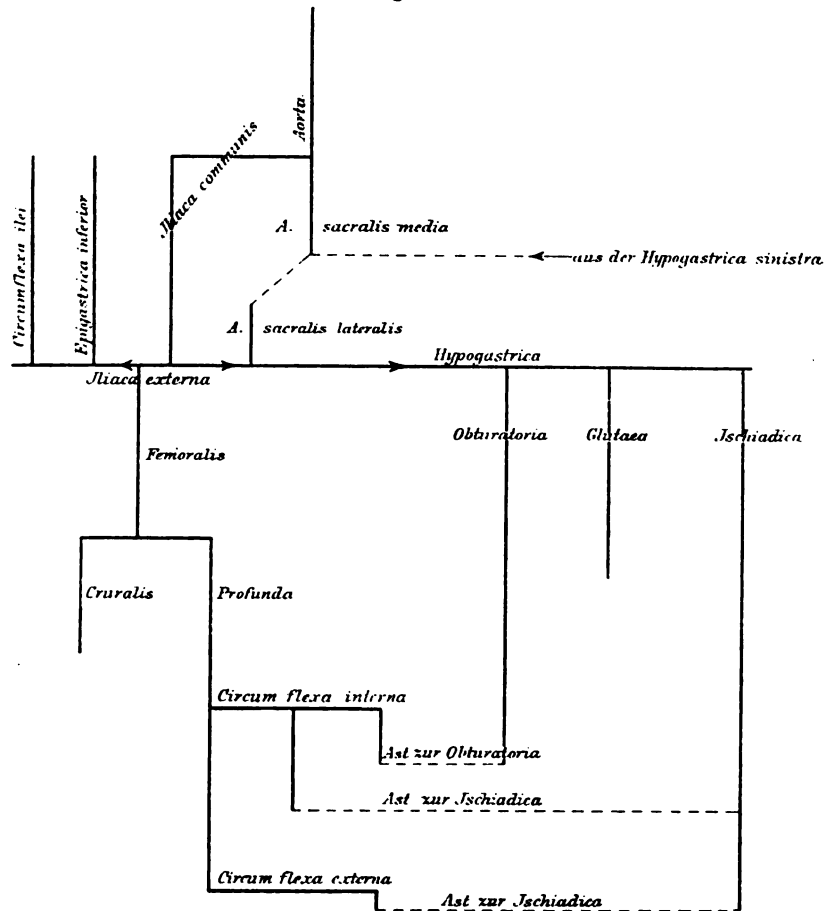 Aorta
Jliaca communis
Circumflexa ilei
Epigastrica inferior
A. sacralis media
aus der Hypogastrica sinistra
A. sacralis lateralis
Hypogastrica
Jliaca externa
Obturatoria
Glutaea
Jschiadica
Femoralis
Cruralis
Profunda
Circum flexa interna
Ast zur Obturatoria
Ast zur Jschiadica
Circum flexa externa
Ast zur Jschiadica